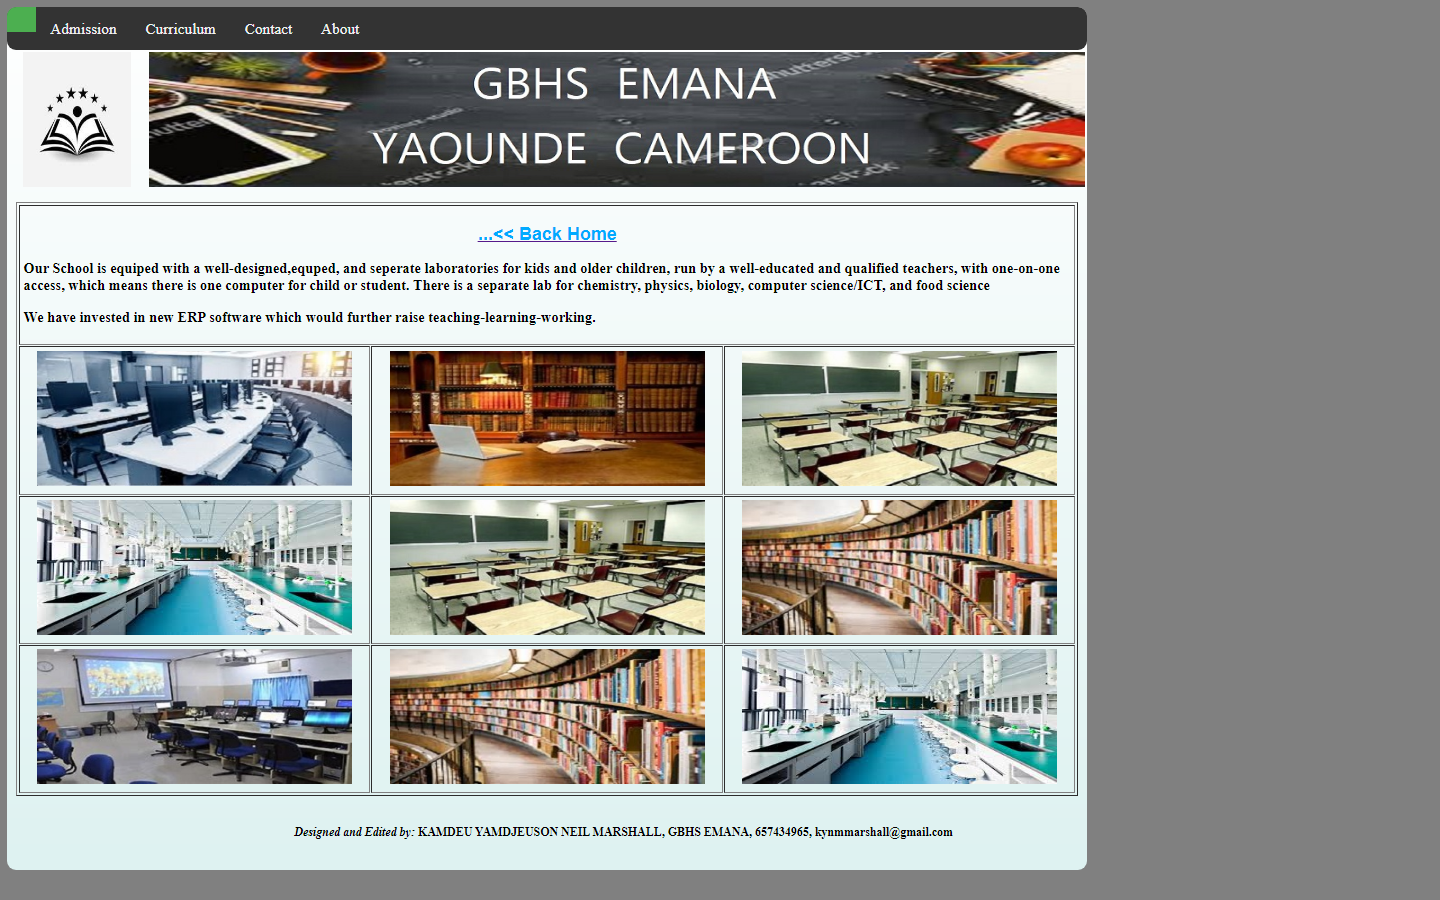 Admission Curriculum Contact About
GBHS EMANA
YAOUNDE CAMEROON
...<< Back Home
Our School is equiped with a well-designed,equped, and seperate laboratories for kids and older children, run by a well-educated and qualified teachers, with one-on-one
access, which means there is one computer for child or student. There is a separate lab for chemistry, physics, biology, computer science/ICT, and food science
We have invested in new ERP software which would further raise teaching-learning-working.
Designed and Edited by: KAMDEU YAMDJEUSON NEIL MARSHALL, GBHS EMANA, 657434965, kynmmarshall@gmail.com